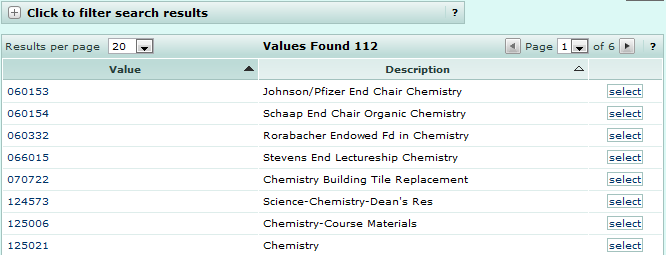 Click to filter search results ?
Results per page 20 Values Found 112 Page 1 of 6 ?
Value Description
060153 Johnson/Pfizer End Chair Chemistry select
060154 Schaap End Chair Organic Chemistry select
060332 Rorabacher Endowed Fd in Chemistry select
066015 Stevens End Lectureship Chemistry select
070722 Chemistry Building Tile Replacement select
124573 Science-Chemistry-Dean's Res select
125006 Chemistry-Course Materials select
125021 Chemistry select